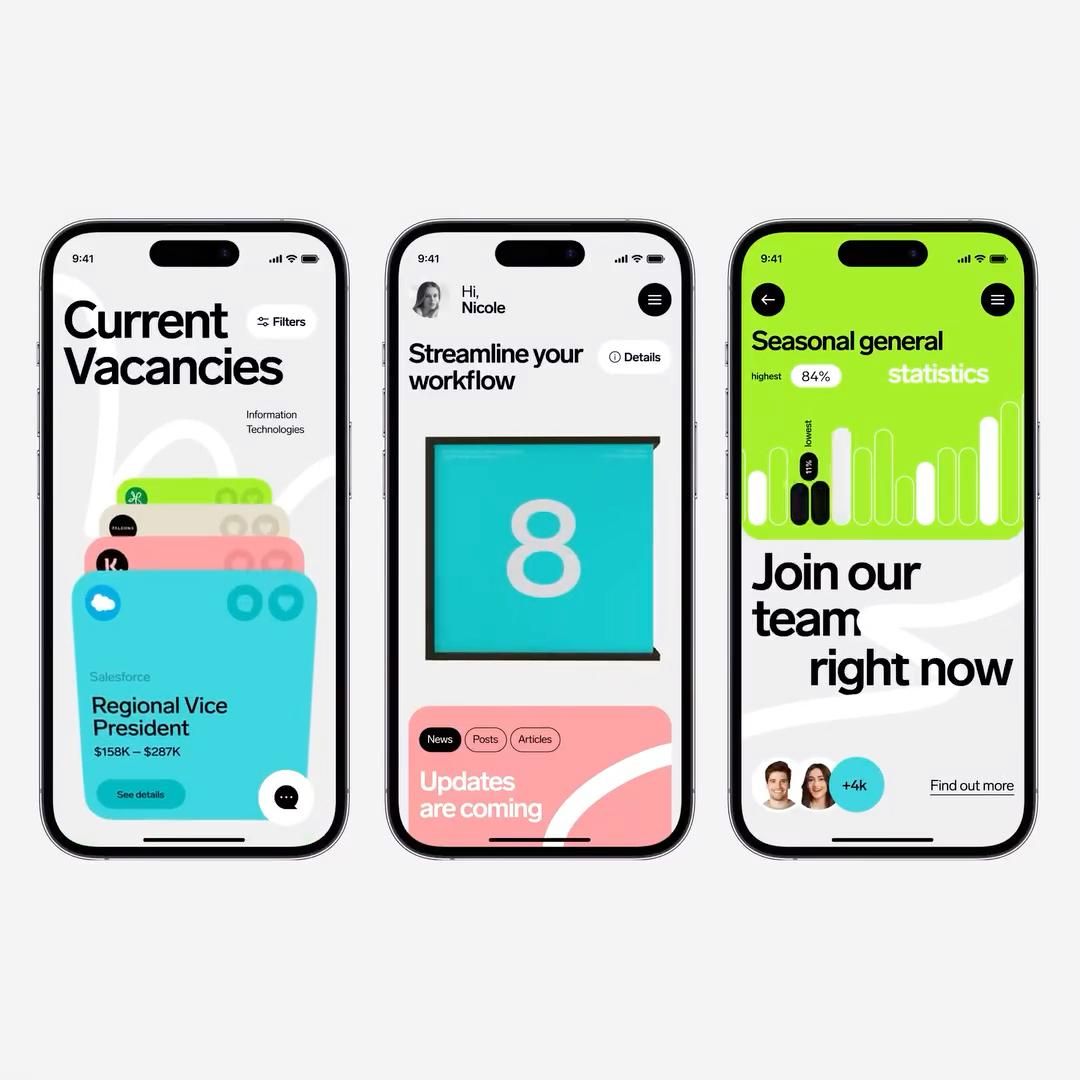 9:41
Current
Vacancies
Filters
Information
Technologies
K.
Salesforce
Regional Vice
President
$158K – $287K
See details
9:41
Hi,
Nicole
Streamline your
workflow
Details
8
News
Posts
Articles
Updates
are coming
9:41
Seasonal general
highest
84%
statistics
lowest
11%
Join our
team
right now
+4k
Find out more